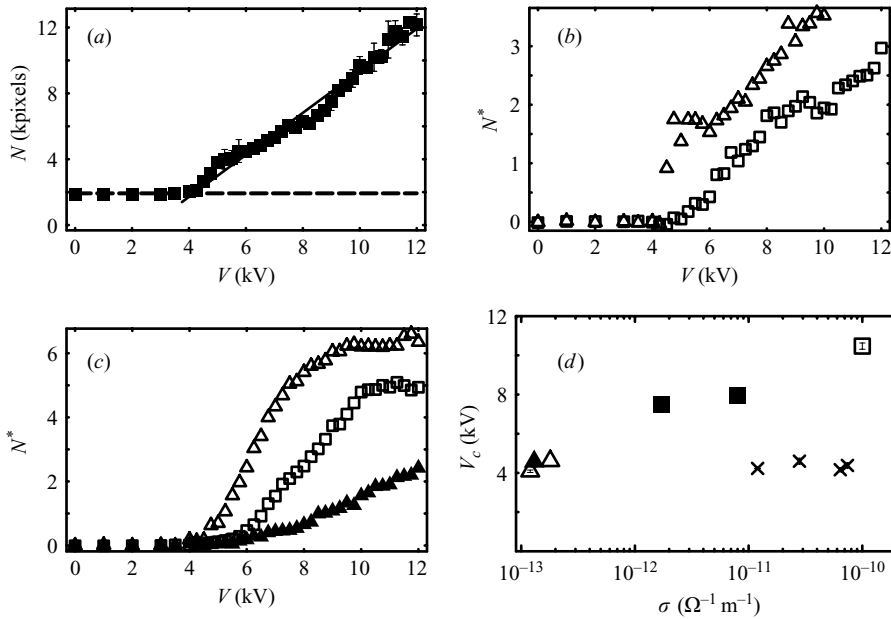 (a)
12
8
4
0
N (kpixels)
0 2 4 6 8 10 12
V (kV)
(b)
3
2
1
0
N*
0 2 4 6 8 10 12
V (kV)
(c)
6
4
2
0
N*
0 2 4 6 8 10 12
V (kV)
(d)
12
8
4
V_c (kV)
10⁻¹³ 10⁻¹² 10⁻¹¹ 10⁻¹⁰
σ (Ω⁻¹ m⁻¹)